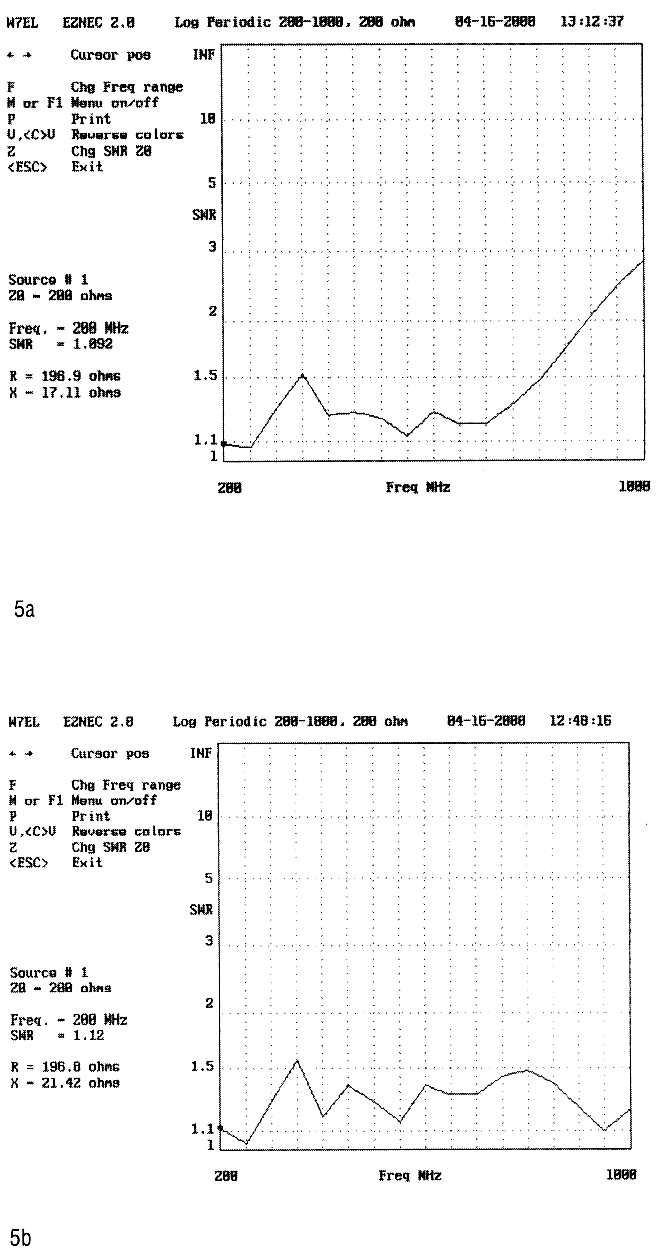 W7EL EZNEC 2.0 Log Periodic 200-1000, 200 ohm 04-16-2000 13:12:37
← → Cursor pos
F Chg Freq range
M or F1 Menu on/off
P Print
U,<C>U Reverse colors
Z Chg SWR Z0
<ESC> Exit
INF
10
5
SWR
3
2
1.5
1.1
1
Source # 1
Z0 = 200 ohms
Freq. = 200 MHz
SWR = 1.092
R = 196.9 ohms
X = 17.11 ohms
200 Freq MHz 1000
5a
W7EL EZNEC 2.0 Log Periodic 200-1000, 200 ohm 04-16-2000 12:48:16
← → Cursor pos
F Chg Freq range
M or F1 Menu on/off
P Print
U,<C>U Reverse colors
Z Chg SWR Z0
<ESC> Exit
INF
10
5
SWR
3
2
1.5
1.1
1
Source # 1
Z0 = 200 ohms
Freq. = 200 MHz
SWR = 1.12
R = 196.8 ohms
X = 21.42 ohms
200 Freq MHz 1000
5b